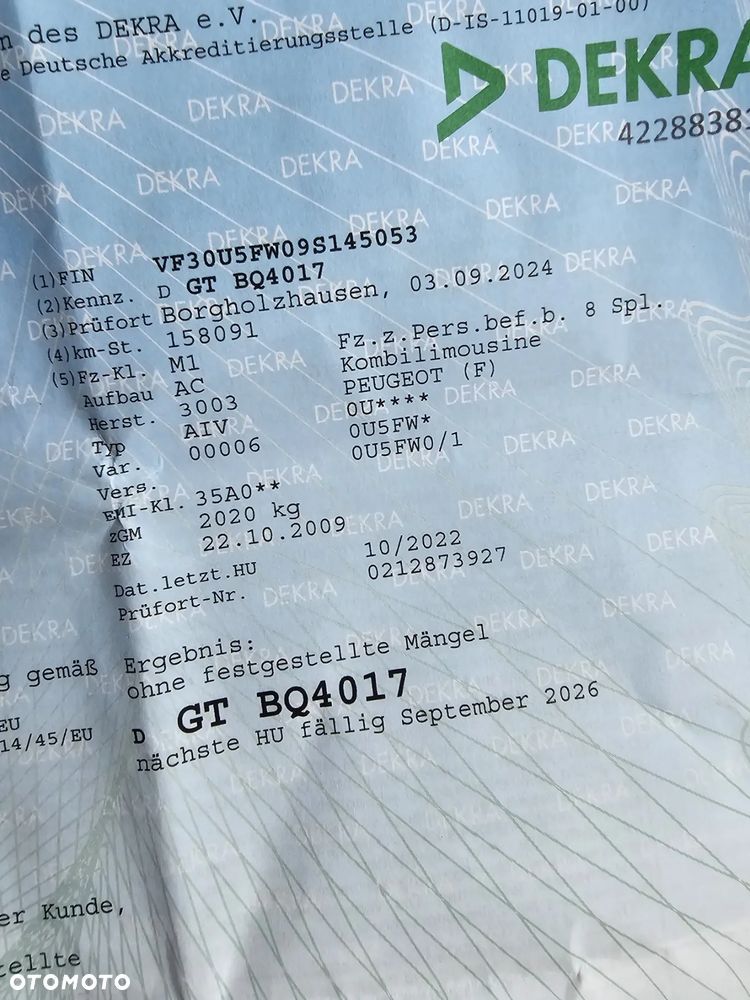 n des DEKRA e.V.
e Deutsche Akkreditierungsstelle (D-IS-11019-01-00)
DEKRA
4228838
(1)FIN VF30U5FW09S145053
(2)Kennz. D GT BQ4017
(3)Prüfort Borgholzhausen, 03.09.2024
(4)km-St. 158091
(5)Fz-Kl. M1 Fz.z.Pers.bef.b. 8 Spl.
Aufbau AC Kombilimousine
Herst. 3003 PEUGEOT (F)
Typ AIV 0U****
Var. 00006 0U5FW*
Vers. 0U5FW0/1
EMI-Kl. 35A0**
zGM 2020 kg
EZ 22.10.2009
Dat.letzt.HU 10/2022
Prüfort-Nr. 0212873927
g gemäß Ergebnis:
ohne festgestellte Mängel
EU
14/45/EU D GT BQ4017
nächste HU fällig September 2026
er Kunde,
tellte
OTOMOTO